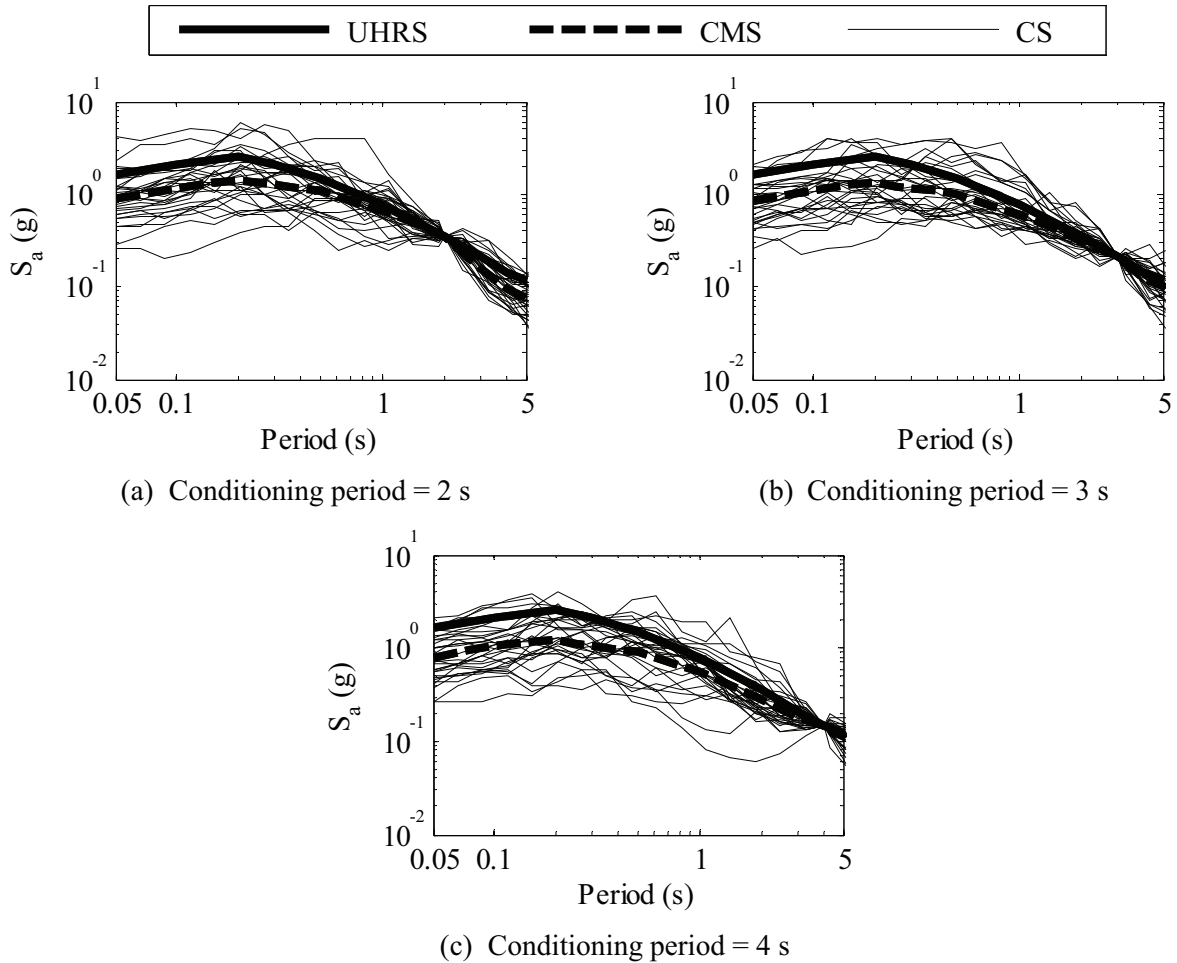 UHRS CMS CS
10^1
10^0
10^-1
10^-2
S_a (g)
0.05 0.1 1 5
Period (s)
(a) Conditioning period = 2 s
10^1
10^0
10^-1
10^-2
S_a (g)
0.05 0.1 1 5
Period (s)
(b) Conditioning period = 3 s
10^1
10^0
10^-1
10^-2
S_a (g)
0.05 0.1 1 5
Period (s)
(c) Conditioning period = 4 s